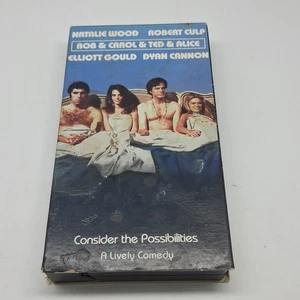 NATALIE WOOD ROBERT CULP
BOB & CAROL & TED & ALICE
ELLIOTT GOULD DYAN CANNON
Consider the Possibilities
A Lively Comedy